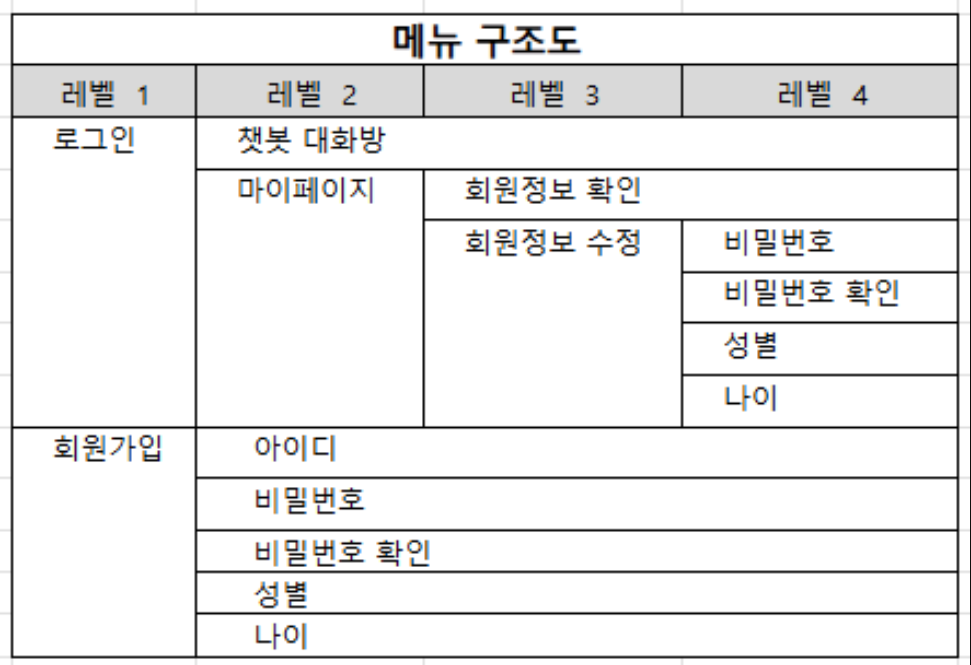 메뉴 구조도
레벨 1 레벨 2 레벨 3 레벨 4
로그인 챗봇 대화방
마이페이지 회원정보 확인
회원정보 수정 비밀번호
비밀번호 확인
성별
나이
회원가입 아이디
비밀번호
비밀번호 확인
성별
나이